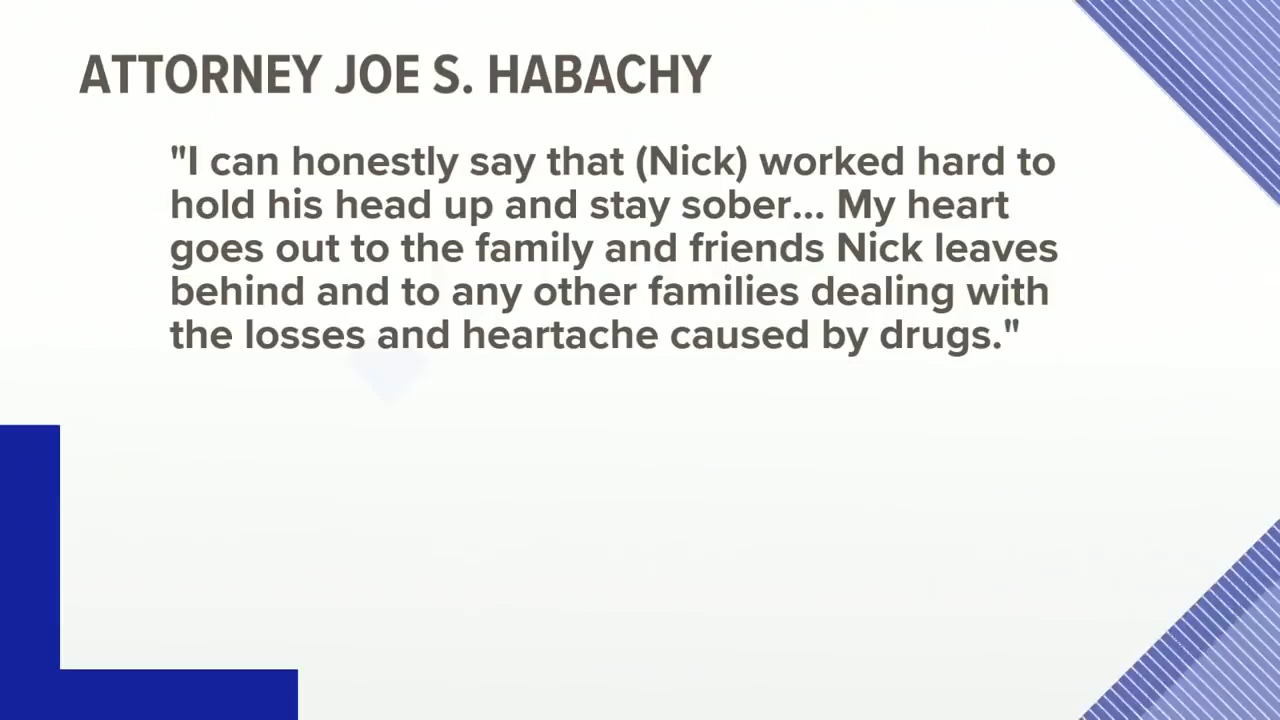 ATTORNEY JOE S. HABACHY
"I can honestly say that (Nick) worked hard to
hold his head up and stay sober... My heart
goes out to the family and friends Nick leaves
behind and to any other families dealing with
the losses and heartache caused by drugs."